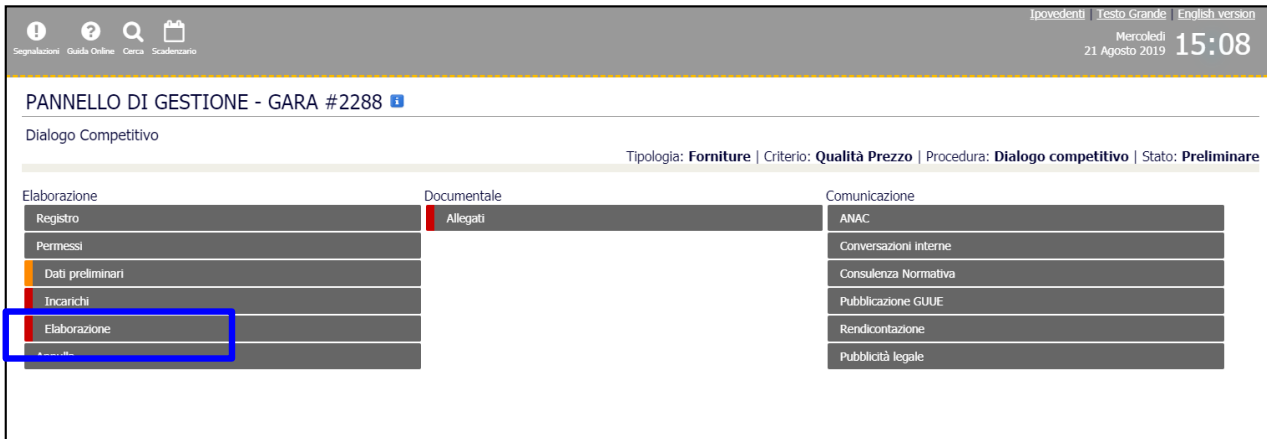 Ipovedenti | Testo Grande | English version
Segnalazioni Guida Online Cerca Scadenzario
Mercoledì
21 Agosto 2019 15:08
PANNELLO DI GESTIONE - GARA #2288
Dialogo Competitivo
Tipologia: Forniture | Criterio: Qualità Prezzo | Procedura: Dialogo competitivo | Stato: Preliminare
Elaborazione
Registro
Permessi
Dati preliminari
Incarichi
Elaborazione
Documentale
Allegati
Comunicazione
ANAC
Conversazioni interne
Consulenza Normativa
Pubblicazione GUUE
Rendicontazione
Pubblicità legale